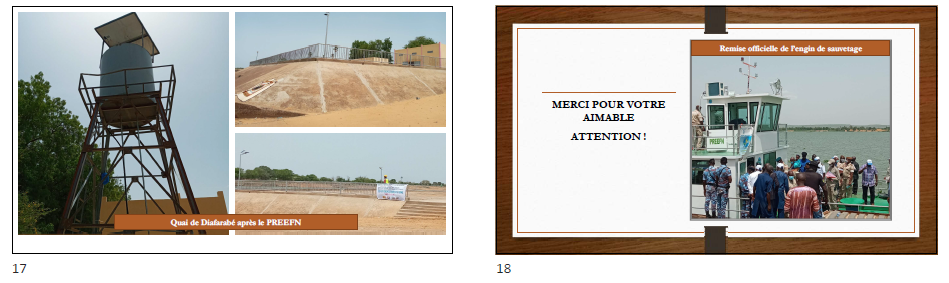 Quai de Diafarabé après le PREEFN
17
Remise officielle de l'engin de sauvetage
MERCI POUR VOTRE
AIMABLE
ATTENTION !
PREEFN
18